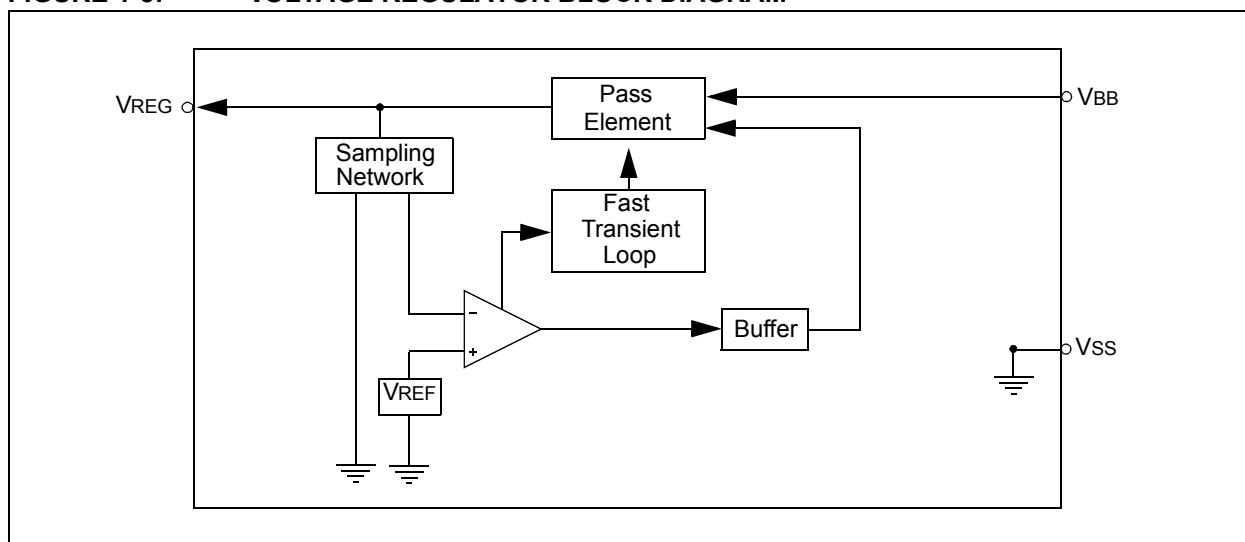 VREG
Pass
Element
VBB
Sampling
Network
Fast
Transient
Loop
-
+
Buffer
VSS
VREF